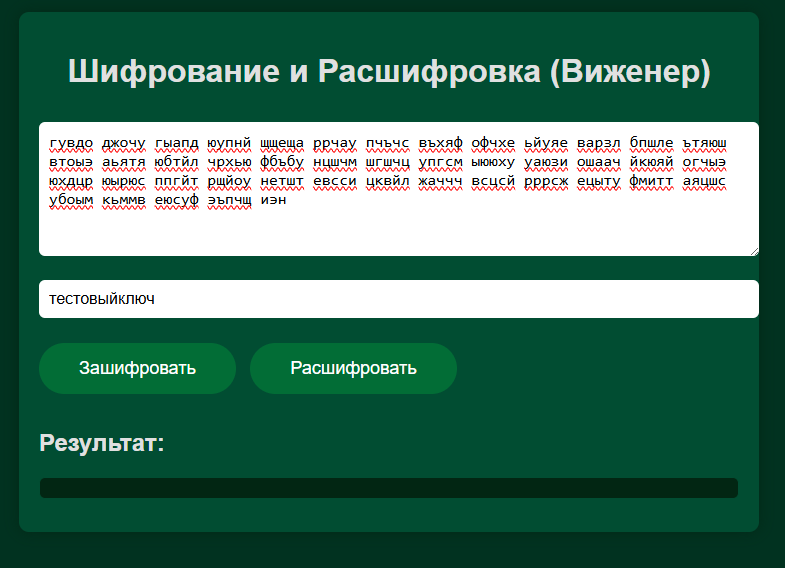 Шифрование и Расшифровка (Виженер)
гувдо джочу гыапд юупнй щщеща ррчау пчъчс въхяф офчхе ьйуяе варзл бпшле ътяюш
втоыэ аьятя юбтйл чрхью фбъбу нцшчм шгшчц упгсм ыююху уаюзи ошаач йкюяй огчыэ
юхдцр юырюс ппгйт рщйоу нетшт евсси цквйл жаччч всцсй рррсж ецыту фмитт аяцшс
убоым кьммв еюсуф эъпчщ иэн
тестовыйключ
Зашифровать
Расшифровать
Результат: